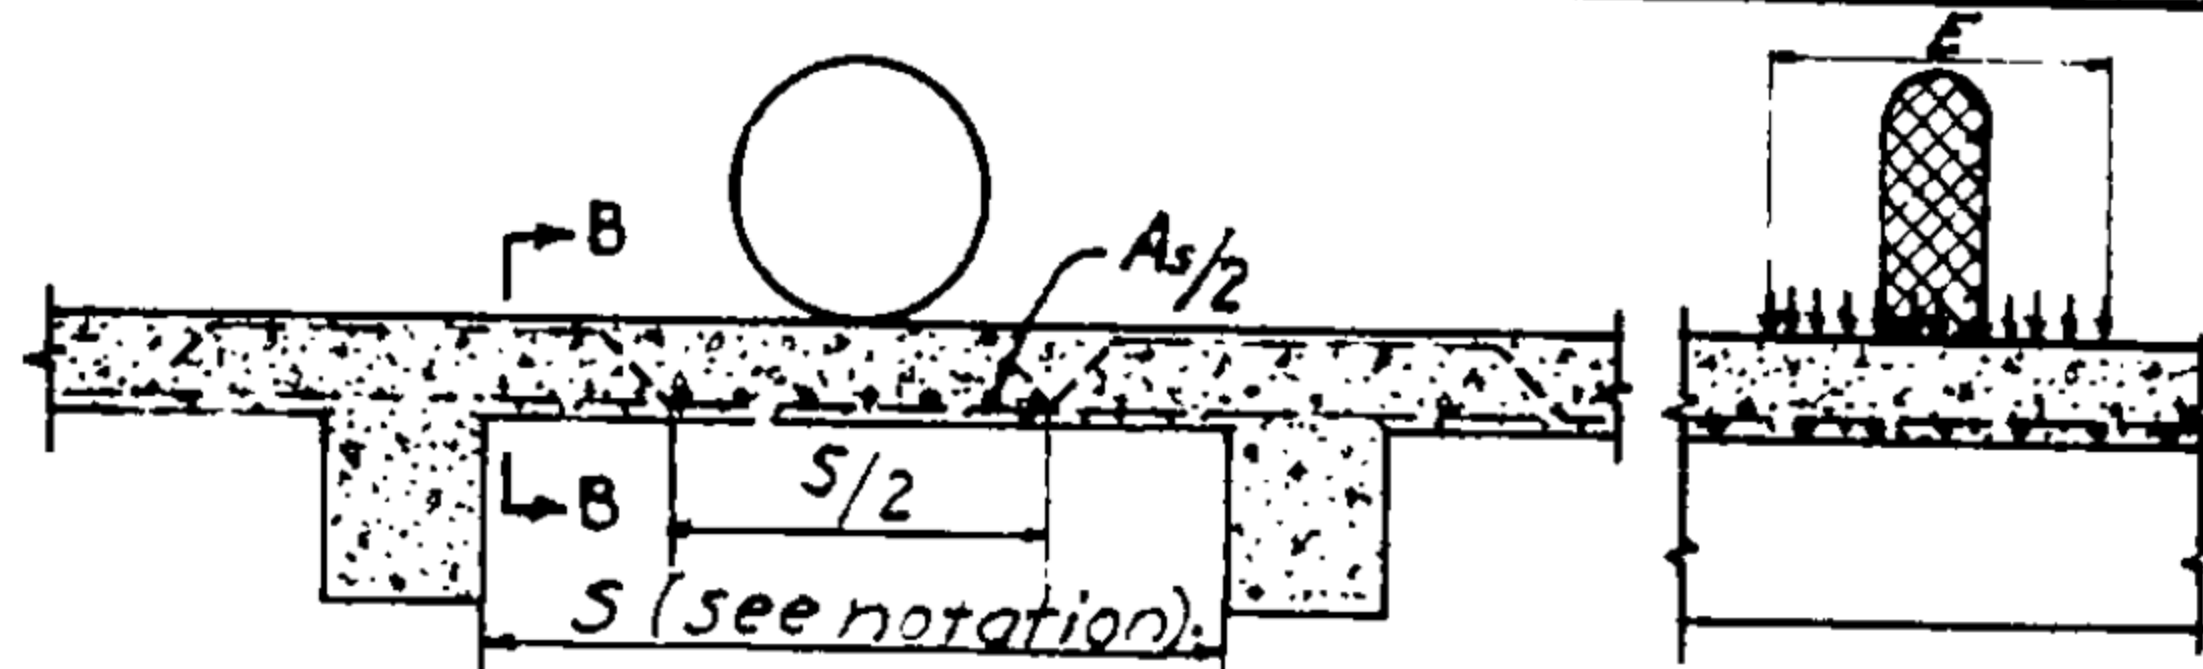 E
B
As/2
B
S/2
S (see notation).